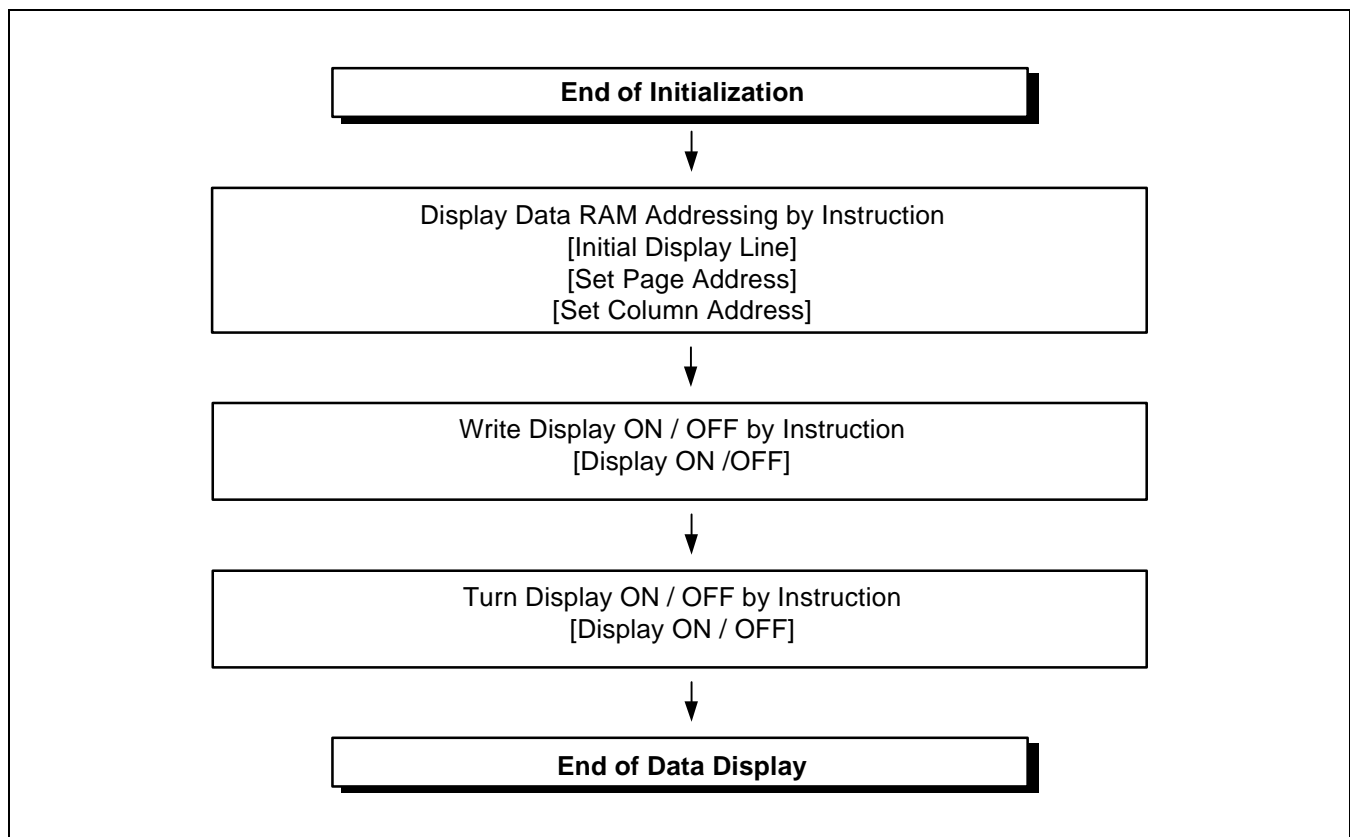 End of Initialization
Display Data RAM Addressing by Instruction
[Initial Display Line]
[Set Page Address]
[Set Column Address]
Write Display ON / OFF by Instruction
[Display ON /OFF]
Turn Display ON / OFF by Instruction
[Display ON / OFF]
End of Data Display